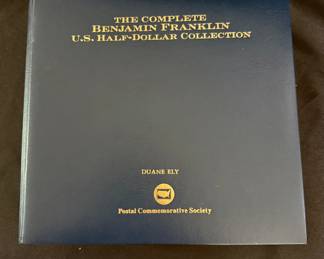 THE COMPLETE
BENJAMIN FRANKLIN
U.S. HALF-DOLLAR COLLECTION
DUANE ELY
Postal Commemorative Society